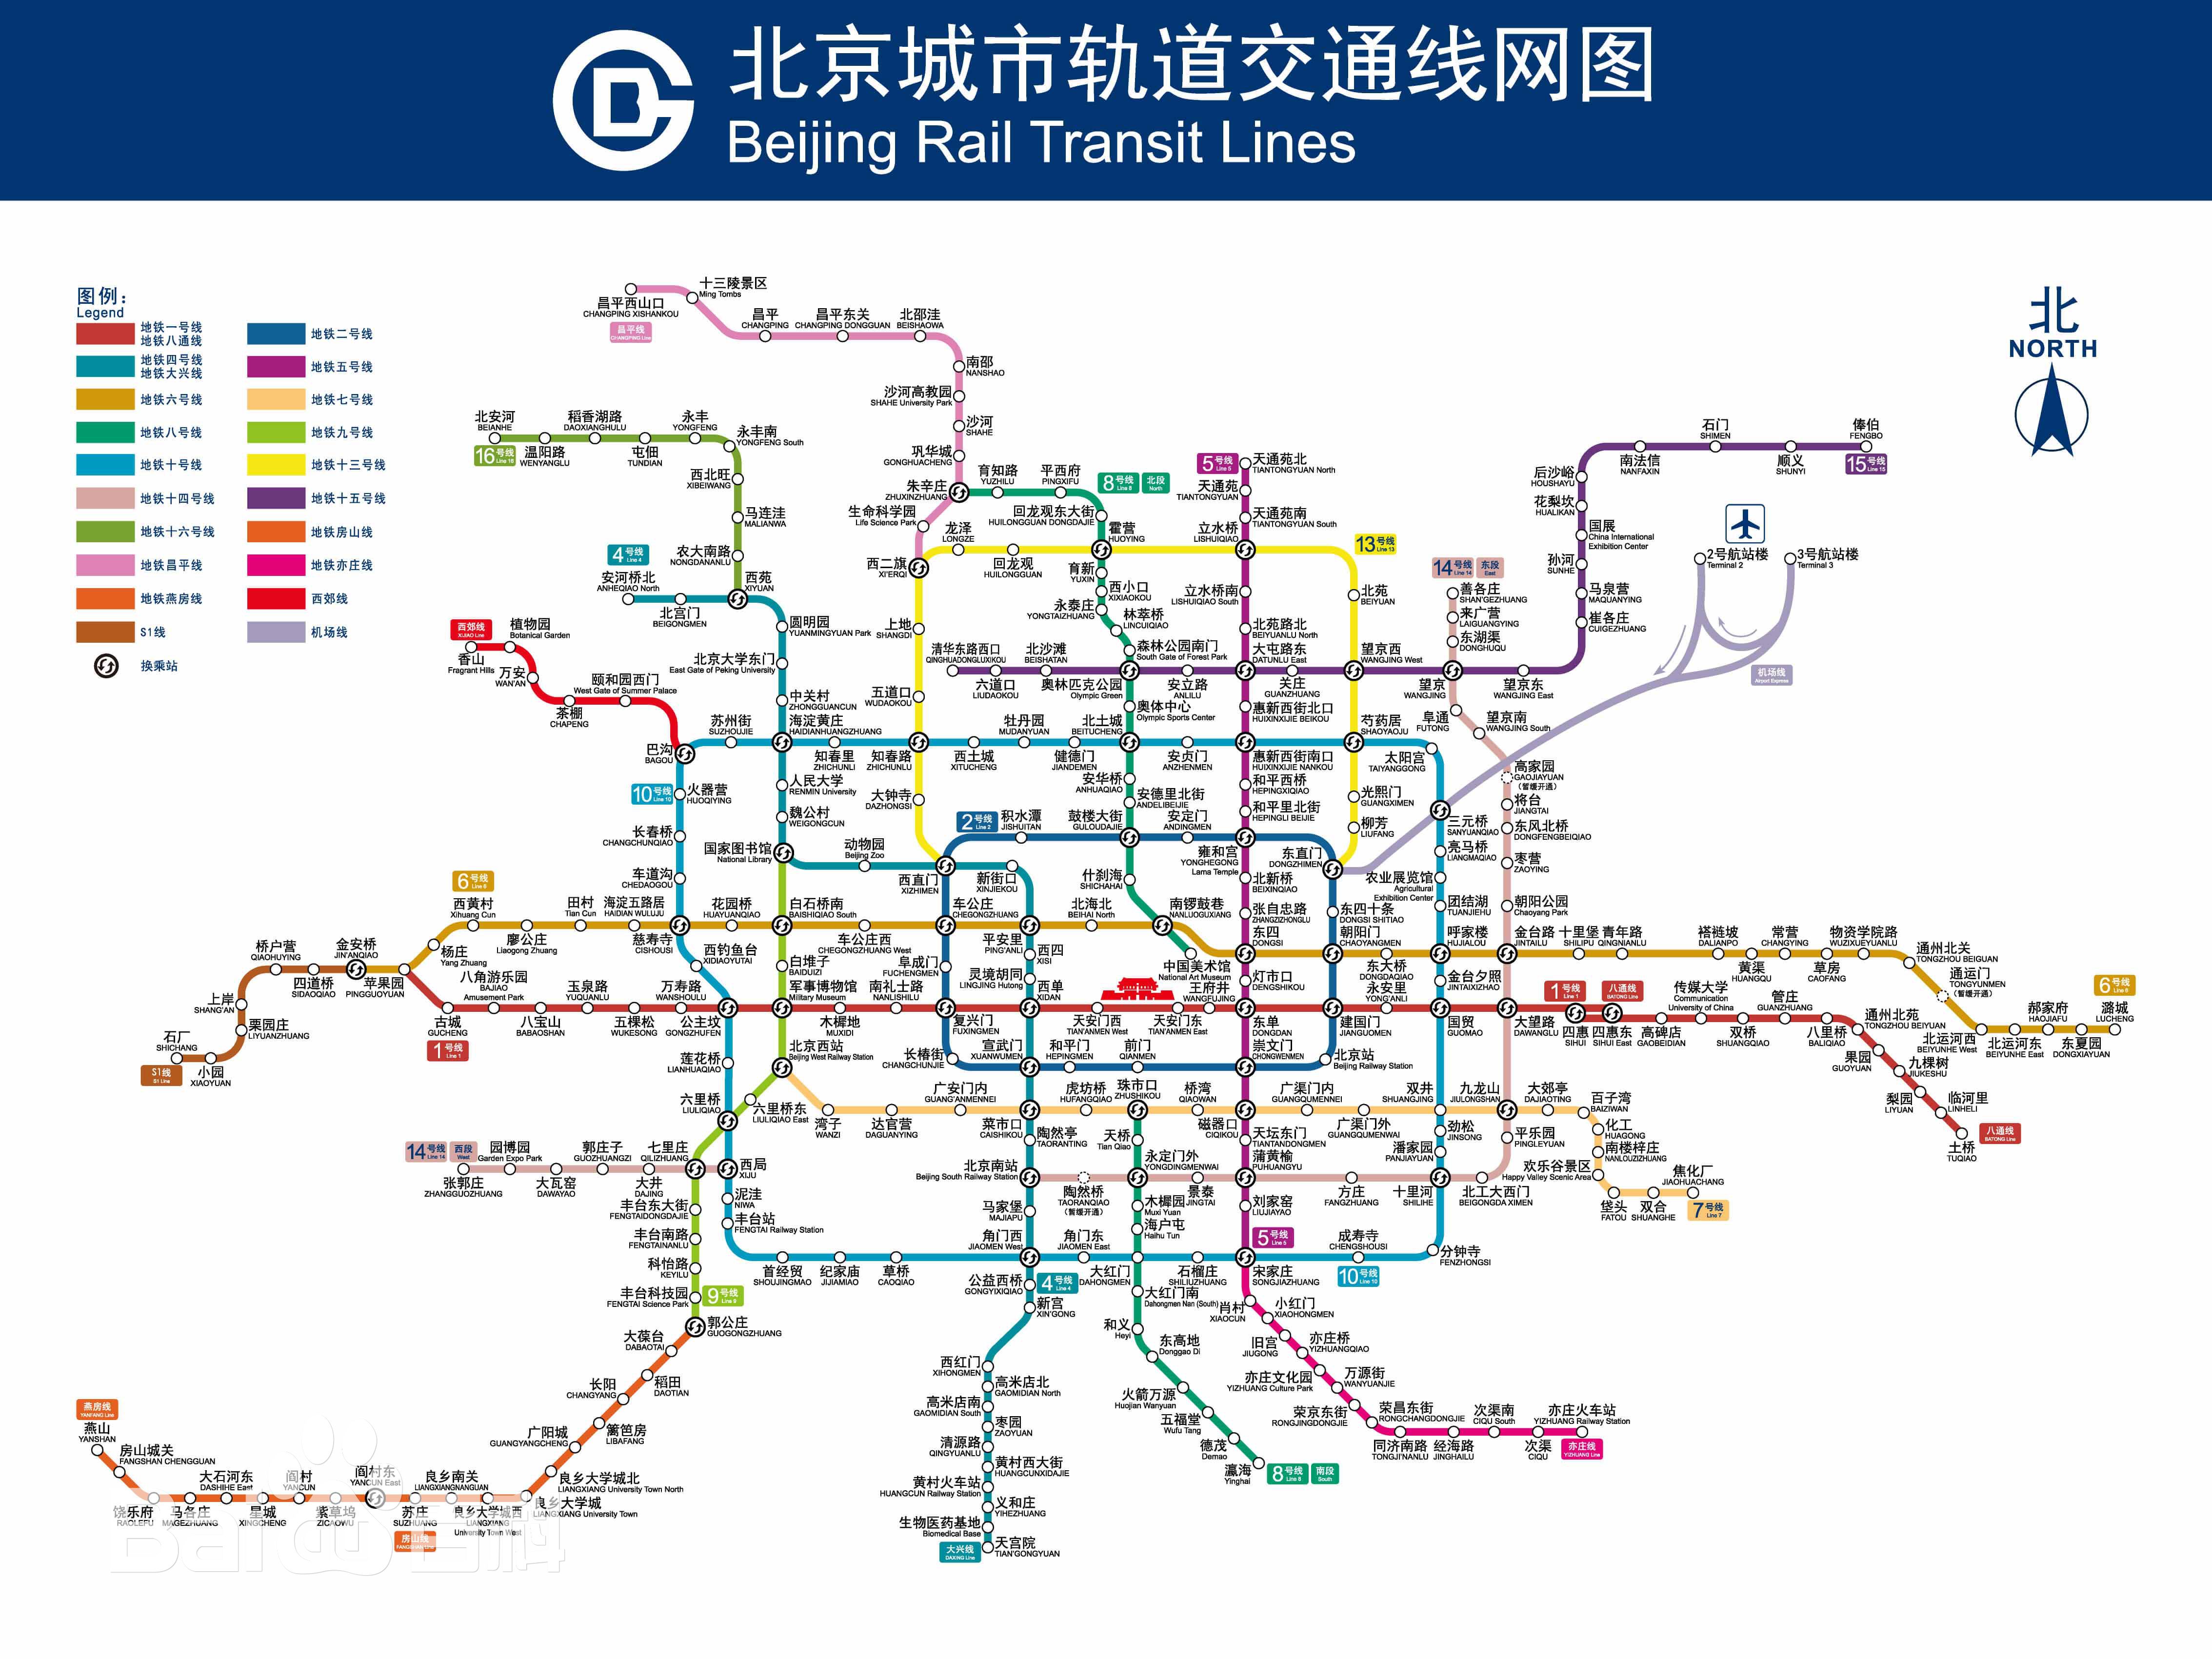 北京城市轨道交通线网图
Beijing Rail Transit Lines
图例：
Legend
地铁一号线
地铁八通线
地铁二号线
地铁四号线
地铁大兴线
地铁五号线
地铁六号线
地铁七号线
地铁八号线
地铁九号线
地铁十号线
地铁十三号线
地铁十四号线
地铁十五号线
地铁十六号线
地铁房山线
地铁昌平线
地铁亦庄线
地铁燕房线
西郊线
S1线
机场线
换乘站
北
NORTH
昌平西山口
CHANGPING XISHANKOU
昌平线
CHANGPING Line
十三陵景区
Ming Tombs
昌平
CHANGPING
昌平东关
CHANGPING DONGGUAN
北邵洼
BEISHAOWA
南邵
NANSHAO
沙河高教园
SHAHE University Park
沙河
SHAHE
巩华城
GONGHUACHENG
朱辛庄
ZHUXINZHUANG
生命科学园
Life Science Park
西二旗
XI'ERQI
育知路
YUZHILU
平西府
PINGXIFU
8号线
Line 8
北段
North
回龙观东大街
HUILONGGUAN DONGDAJIE
霍营
HUOYING
育新
YUXIN
西小口
XIXIAOKOU
永泰庄
YONGTAIZHUANG
林萃桥
LINCUIQIAO
森林公园南门
South Gate of Forest Park
奥林匹克公园
Olympic Green
奥体中心
Olympic Sports Center
北土城
BEITUCHENG
安华桥
ANHUAQIAO
安德里北街
ANDELIBEIJIE
鼓楼大街
GULOUDAJIE
什刹海
SHICHAHAI
南锣鼓巷
NANLUOGUXIANG
中国美术馆
National Art Museum
北安河
BEIANHE
16号线
Line 16
温阳路
WENYANGLU
稻香湖路
DAOXIANGHULU
屯佃
TUNDIAN
永丰
YONGFENG
永丰南
YONGFENG South
西北旺
XIBEIWANG
马连洼
MALIANWA
农大南路
NONGDANANLU
西苑
XIYUAN
4号线
Line 4
安河桥北
ANHEQIAO North
北宫门
BEIGONGMEN
圆明园
YUANMINGYUAN Park
北京大学东门
East Gate of Peking University
中关村
ZHONGGUANCUN
海淀黄庄
HAIDIANHUANGZHUANG
人民大学
RENMIN University
魏公村
WEIGONGCUN
国家图书馆
National Library
动物园
Beijing Zoo
西直门
XIZHIMEN
新街口
XINJIEKOU
平安里
PING'ANLI
西四
XISI
灵境胡同
LINGJING Hutong
西单
XIDAN
宣武门
XUANWUMEN
菜市口
CAISHIKOU
陶然亭
TAORANTING
北京南站
Beijing South Railway Station
马家堡
MAJIAPU
角门西
JIAOMEN West
公益西桥
GONGYIXIQIAO
4号线
Line 4
新宫
XIN'GONG
西红门
XIHONGMEN
高米店北
GAOMIDIAN North
高米店南
GAOMIDIAN South
枣园
ZAOYUAN
清源路
QINGYUANLU
黄村西大街
HUANGCUNXIDAJIE
黄村火车站
HUANGCUN Railway Station
义和庄
YIHEZHUANG
生物医药基地
Biomedical Base
天宫院
TIAN'GONGYUAN
大兴线
DAXING Line
西郊线
XIJIAO Line
香山
Fragrant Hills
植物园
Botanical Garden
万安
WAN'AN
茶棚
CHAPENG
颐和园西门
West Gate of Summer Palace
巴沟
BAGOU
苏州街
SUZHOUJIE
知春里
ZHICHUNLI
知春路
ZHICHUNLU
西土城
XITUCHENG
牡丹园
MUDANYUAN
健德门
JIANDEMEN
安贞门
ANZHENMEN
惠新西街南口
HUIXINXIJIE NANKOU
芍药居
SHAOYAOJU
太阳宫
TAIYANGGONG
三元桥
SANYUANQIAO
亮马桥
LIANGMAQIAO
农业展览馆
Agricultural
Exhibition Center
团结湖
TUANJIEHU
呼家楼
HUJIALOU
金台夕照
JINTAIXIZHAO
国贸
GUOMAO
双井
SHUANGJING
劲松
JINSONG
潘家园
PANJIAYUAN
十里河
SHILIHE
分钟寺
FENZHONGSI
成寿寺
CHENGSHOUSI
10号线
Line 10
宋家庄
SONGJIAZHUANG
石榴庄
SHILIUZHUANG
大红门
DAHONGMEN
角门东
JIAOMEN East
草桥
CAOQIAO
纪家庙
JIJIAMIAO
首经贸
SHOUJINGMAO
丰台站
FENGTAI Railway Station
泥洼
NIWA
西局
XIJU
六里桥
LIULIQIAO
莲花桥
LIANHUAQIAO
公主坟
GONGZHUFEN
西钓鱼台
XIDIAOYUTAI
慈寿寺
CISHOUSI
车道沟
CHEDAOGOU
长春桥
CHANGCHUNQIAO
火器营
HUOQIYING
10号线
Line 10
龙泽
LONGZE
回龙观
HUILONGGUAN
上地
SHANGDI
五道口
WUDAOKOU
大钟寺
DAZHONGSI
13号线
Line 13
北苑
BEIYUAN
望京西
WANGJING West
光熙门
GUANGXIMEN
柳芳
LIUFANG
东直门
DONGZHIMEN
5号线
Line 5
天通苑北
TIANTONGYUAN North
天通苑
TIANTONGYUAN
天通苑南
TIANTONGYUAN South
立水桥
LISHUIQIAO
立水桥南
LISHUIQIAO South
北苑路北
BEIYUANLU North
大屯路东
DATUNLU East
惠新西街北口
HUIXINXIJIE BEIKOU
和平西桥
HEPINGXIQIAO
和平里北街
HEPINGLI BEIJIE
雍和宫
YONGHEGONG
Lama Temple
北新桥
BEIXINQIAO
张自忠路
ZHANGZIZHONGLU
东四
DONGSI
灯市口
DENGSHIKOU
东单
DONGDAN
崇文门
CHONGWENMEN
磁器口
CIQIKOU
天坛东门
TIANTANDONGMEN
蒲黄榆
PUHUANGYU
刘家窑
LIUJIAYAO
5号线
Line 5
清华东路西口
QINGHUADONGLUXIKOU
六道口
LIUDAOKOU
北沙滩
BEISHATAN
安立路
ANLILU
关庄
GUANZHUANG
望京
WANGJING
望京东
WANGJING East
崔各庄
CUIGEZHUANG
马泉营
MAQUANYING
孙河
SUNHE
国展
China International
Exhibition Center
花梨坎
HUALIKAN
后沙峪
HOUSHAYU
南法信
NANFAXIN
石门
SHIMEN
顺义
SHUNYI
俸伯
FENGBO
15号线
Line 15
2号航站楼
Terminal 2
3号航站楼
Terminal 3
机场线
Airport Express
14号线
Line 14
东段
East
善各庄
SHAN'GEZHUANG
来广营
LAIGUANGYING
东湖渠
DONGHUQU
阜通
FUTONG
望京南
WANGJING South
高家园
GAOJIAYUAN
(暂缓开通)
将台
JIANGTAI
东风北桥
DONGFENGBEIQIAO
枣营
ZAOYING
朝阳公园
Chaoyang Park
金台路
JINTAILU
大望路
DAWANGLU
九龙山
JIULONGSHAN
平乐园
PINGLEYUAN
北工大西门
BEIGONGDA XIMEN
方庄
FANGZHUANG
景泰
JINGTAI
永定门外
YONGDINGMENWAI
陶然桥
TAORANQIAO
(暂缓开通)
14号线
Line 14
西段
West
张郭庄
ZHANGGUOZHUANG
园博园
Garden Expo Park
大瓦窑
DAWAYAO
郭庄子
GUOZHUANGZI
大井
DAJING
七里庄
QILIZHUANG
2号线
Line 2
积水潭
JISHUITAN
安定门
ANDINGMEN
东四十条
DONGSI SHITIAO
朝阳门
CHAOYANGMEN
建国门
JIANGUOMEN
北京站
Beijing Railway Station
前门
QIANMEN
和平门
HEPINGMEN
长椿街
CHANGCHUNJIE
复兴门
FUXINGMEN
阜成门
FUCHENGMEN
车公庄
CHEGONGZHUANG
6号线
Line 6
金安桥
JIN'ANQIAO
苹果园
PINGGUOYUAN
杨庄
Yang Zhuang
西黄村
Xihuang Cun
廖公庄
Liaogong Zhuang
田村
Tian Cun
海淀五路居
HAIDIAN WULUJU
花园桥
HUAYUANQIAO
白石桥南
BAISHIQIAO South
车公庄西
CHEGONGZHUANG West
北海北
BEIHAI North
东大桥
DONGDAQIAO
十里堡
SHILIPU
青年路
QINGNIANLU
褡裢坡
DALIANPO
黄渠
HUANGQU
常营
CHANGYING
草房
CAOFANG
物资学院路
WUZIXUEYUANLU
通州北关
TONGZHOU BEIGUAN
通运门
TONGYUNMEN
(暂缓开通)
北运河西
BEIYUNHE West
北运河东
BEIYUNHE East
郝家府
HAOJIAFU
东夏园
DONGXIAYUAN
潞城
LUCHENG
6号线
Line 6
桥户营
QIAOHUYING
四道桥
SIDAOQIAO
上岸
SHANG'AN
栗园庄
LIYUANZHUANG
小园
XIAOYUAN
石厂
SHICHANG
S1线
S1 Line
古城
GUCHENG
1号线
Line 1
八角游乐园
BAJIAO
Amusement Park
八宝山
BABAOSHAN
玉泉路
YUQUANLU
五棵松
WUKESONG
万寿路
WANSHOULU
军事博物馆
Military Museum
木樨地
MUXIDI
南礼士路
NANLISHILU
天安门西
TIAN'ANMEN West
天安门东
TIAN'ANMEN East
王府井
WANGFUJING
永安里
YONG'ANLI
1号线
Line 1
八通线
BATONG Line
四惠
SIHUI
四惠东
SIHUI East
高碑店
GAOBEIDIAN
传媒大学
Communication
University of China
双桥
SHUANGQIAO
管庄
GUANZHUANG
八里桥
BALIQIAO
通州北苑
TONGZHOU BEIYUAN
果园
GUOYUAN
九棵树
JIUKESHU
梨园
LIYUAN
临河里
LINHELI
土桥
TUQIAO
八通线
BATONG Line
白堆子
BAIDUIZI
北京西站
Beijing West Railway Station
六里桥东
LIULIQIAO East
丰台东大街
FENGTAIDONGDAJIE
丰台南路
FENGTAINANLU
科怡路
KEYILU
丰台科技园
FENGTAI Science Park
9号线
Line 9
郭公庄
GUOGONGZHUANG
湾子
WANZI
达官营
DAGUANYING
广安门内
GUANG'ANMENNEI
虎坊桥
HUFANGQIAO
珠市口
ZHUSHIKOU
桥湾
QIAOWAN
广渠门内
GUANGQUMENNEI
广渠门外
GUANGQUMENWAI
大郊亭
DAJIAOTING
百子湾
BAIZIWAN
化工
HUAGONG
南楼梓庄
NANLOUZIZHUANG
欢乐谷景区
Happy Valley Scenic Area
垡头
FATOU
双合
SHUANGHE
焦化厂
JIAOHUACHANG
7号线
Line 7
天桥
Tian Qiao
木樨园
Muxi Yuan
海户屯
Haihu Tun
大红门南
Dahongmen Nan (South)
和义
Heyi
东高地
Donggao Di
火箭万源
Huojian Wanyuan
五福堂
Wufu Tang
德茂
Demao
瀛海
Yinghai
8号线
Line 8
南段
South
肖村
XIAOCUN
小红门
XIAOHONGMEN
旧宫
JIUGONG
亦庄桥
YIZHUANGQIAO
亦庄文化园
YIZHUANG Culture Park
万源街
WANYUANJIE
荣京东街
RONGJINGDONGJIE
荣昌东街
RONGCHANGDONGJIE
同济南路
TONGJI'NANLU
经海路
JINGHAILU
次渠南
CIQU South
次渠
CIQU
亦庄火车站
YIZHUANG Railway Station
亦庄线
YIZHUANG Line
大葆台
DABAOTAI
稻田
DAOTIAN
长阳
CHANGYANG
篱笆房
LIBAFANG
广阳城
GUANGYANGCHENG
良乡大学城北
LIANGXIANG University Town North
良乡大学城
LIANGXIANG University Town
良乡大学城西
LIANGXIANG
University Town West
良乡南关
LIANGXIANGNANGUAN
苏庄
SUZHUANG
房山线
FANGSHAN Line
阎村东
YANCUN East
紫草坞
ZICAOWU
阎村
YANCUN
星城
XINGCHENG
大石河东
DASHIHE East
马各庄
MAGEZHUANG
饶乐府
RAOLEFU
房山城关
FANGSHAN CHENGGUAN
燕山
YANSHAN
燕房线
YANFANG Line
Bai百科